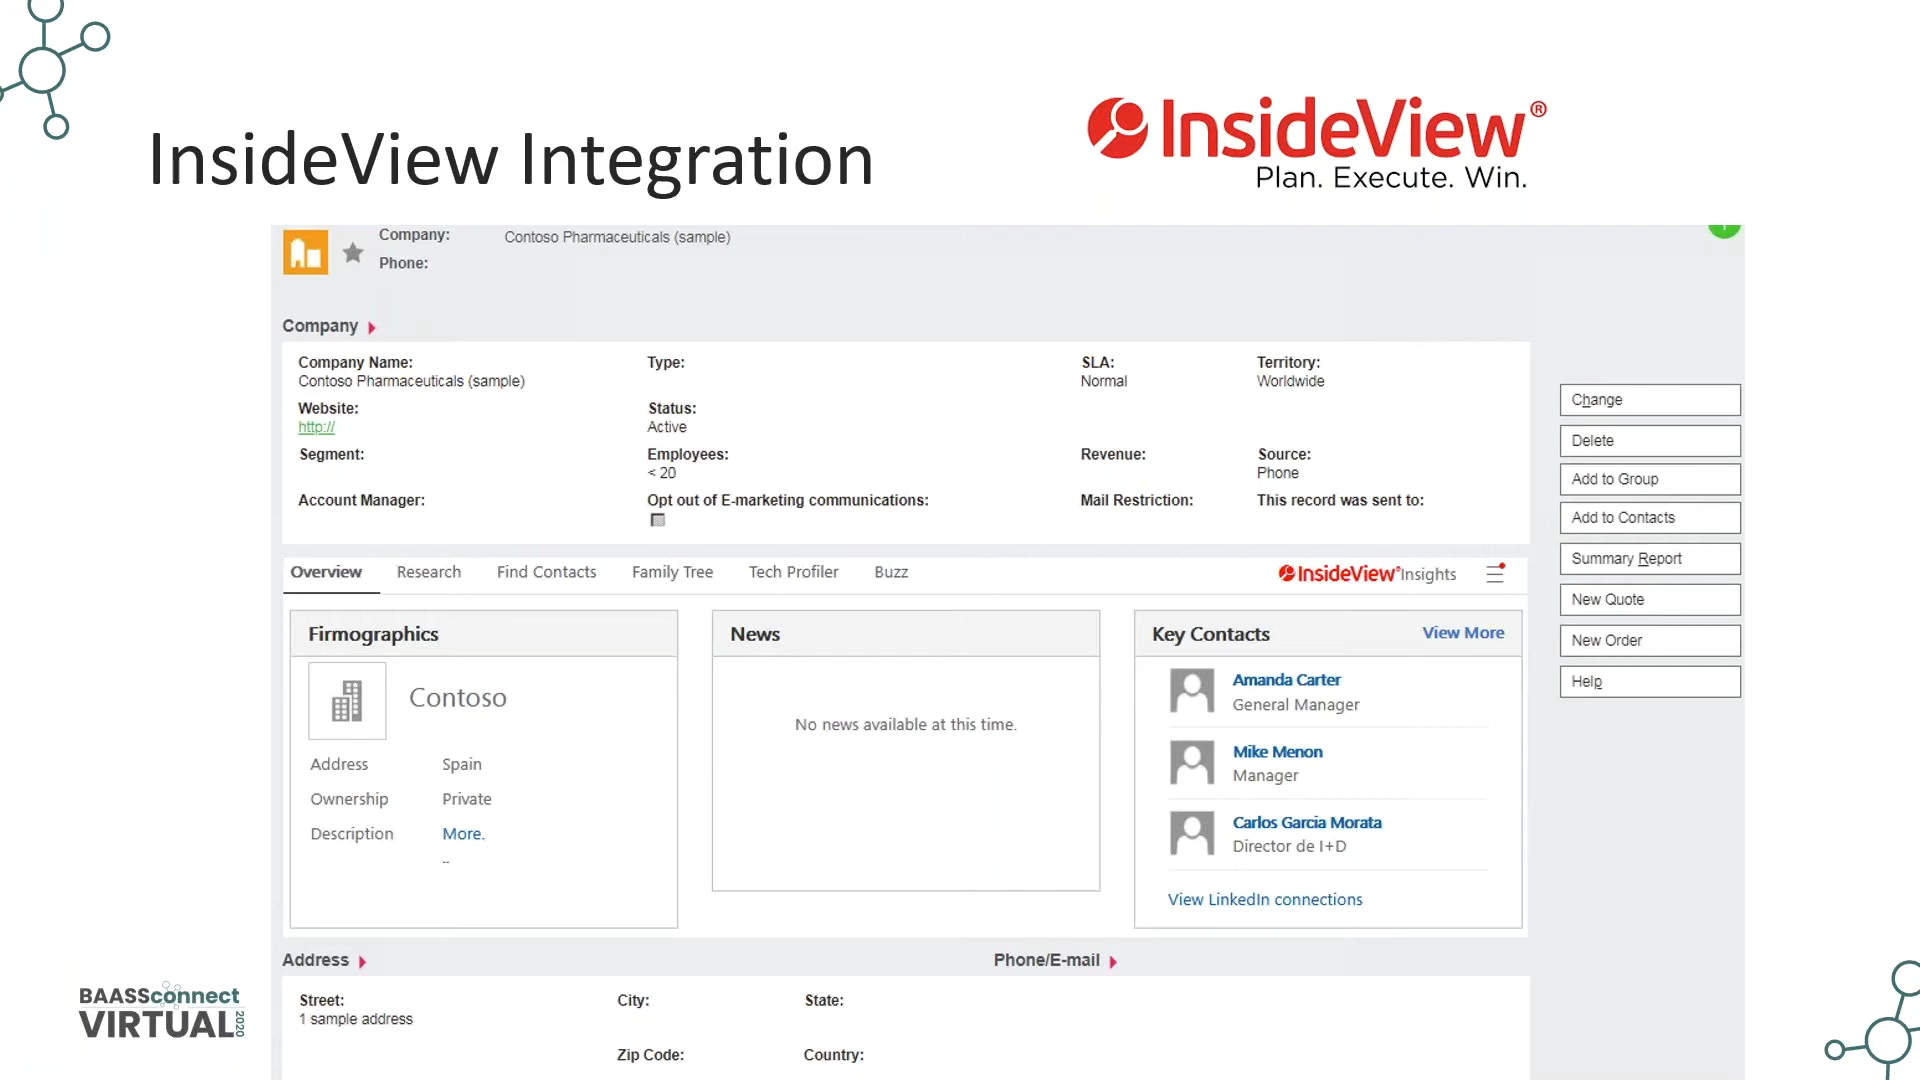 InsideView Integration
InsideView®
Plan. Execute. Win.
Company: Contoso Pharmaceuticals (sample)
Phone:
Company
Company Name: Type: SLA: Territory:
Contoso Pharmaceuticals (sample) Normal Worldwide
Website: Status:
http:// Active
Segment: Employees: Revenue: Source:
< 20 Phone
Account Manager: Opt out of E-marketing communications: Mail Restriction: This record was sent to:
Change
Delete
Add to Group
Add to Contacts
Summary Report
New Quote
New Order
Help
Overview Research Find Contacts Family Tree Tech Profiler Buzz InsideView® Insights
Firmographics
Contoso
Address Spain
Ownership Private
Description More.
..
News
No news available at this time.
Key Contacts View More
Amanda Carter
General Manager
Mike Menon
Manager
Carlos Garcia Morata
Director de I+D
View LinkedIn connections
Address Phone/E-mail
Street: City: State:
1 sample address
Zip Code: Country:
BAASSconnect
VIRTUAL 2020